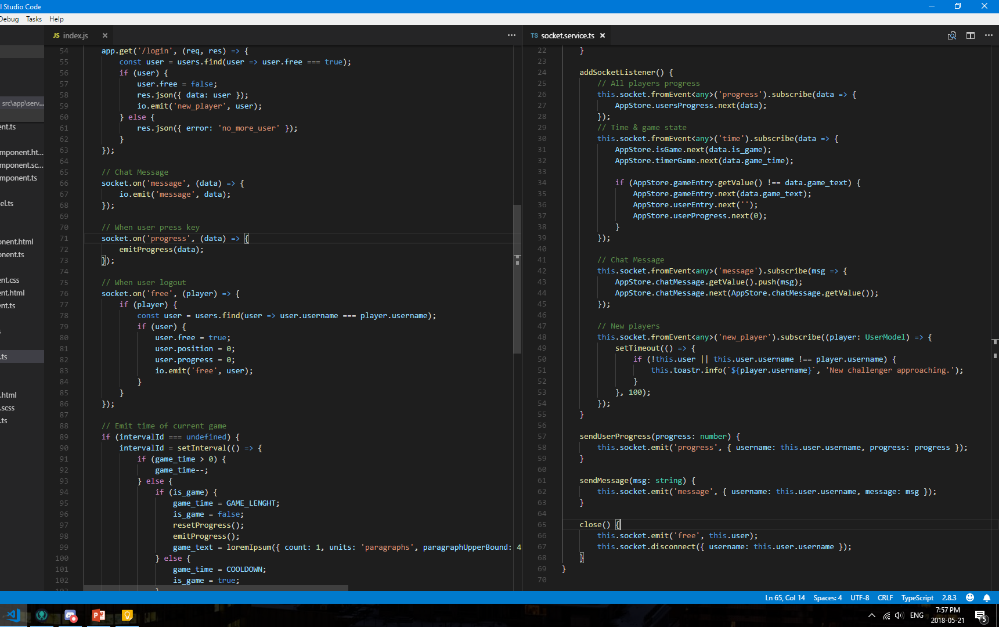 l Studio Code
Debug Tasks Help
JS index.js × ···
TS socket.service.ts × ···
src\app\serv...
ent.ts
mponent.ht...
mponent.sc...
mponent.ts
el.ts
onent.html
onent.ts
ent.css
ent.html
ent.ts
s
.ts
.html
.scss
.ts
54 app.get('/login', (req, res) => {
55 const user = users.find(user => user.free === true);
56 if (user) {
57 user.free = false;
58 res.json({ data: user });
59 io.emit('new_player', user);
60 } else {
61 res.json({ error: 'no_more_user' });
62 }
63 });
64
65 // Chat Message
66 socket.on('message', (data) => {
67 io.emit('message', data);
68 });
69
70 // When user press key
71 socket.on('progress', (data) => {
72 emitProgress(data);
73 });
74
75 // When user logout
76 socket.on('free', (player) => {
77 if (player) {
78 const user = users.find(user => user.username === player.username);
79 if (user) {
80 user.free = true;
81 user.position = 0;
82 user.progress = 0;
83 io.emit('free', user);
84 }
85 }
86 });
87
88 // Emit time of current game
89 if (intervalId === undefined) {
90 intervalId = setInterval(() => {
91 if (game_time > 0) {
92 game_time--;
93 } else {
94 if (is_game) {
95 game_time = GAME_LENGHT;
96 is_game = false;
97 resetProgress();
98 emitProgress();
99 game_text = loremIpsum({ count: 1, units: 'paragraphs', paragraphUpperBound: 4
100 } else {
101 game_time = COOLDOWN;
102 is_game = true;
103 }
22 }
23
24 addSocketListener() {
25 // All players progress
26 this.socket.fromEvent<any>('progress').subscribe(data => {
27 AppStore.usersProgress.next(data);
28 });
29 // Time & game state
30 this.socket.fromEvent<any>('time').subscribe(data => {
31 AppStore.isGame.next(data.is_game);
32 AppStore.timerGame.next(data.game_time);
33
34 if (AppStore.gameEntry.getValue() !== data.game_text) {
35 AppStore.gameEntry.next(data.game_text);
36 AppStore.userEntry.next('');
37 AppStore.userProgress.next(0);
38 }
39 });
40
41 // Chat Message
42 this.socket.fromEvent<any>('message').subscribe(msg => {
43 AppStore.chatMessage.getValue().push(msg);
44 AppStore.chatMessage.next(AppStore.chatMessage.getValue());
45 });
46
47 // New players
48 this.socket.fromEvent<any>('new_player').subscribe((player: UserModel) => {
49 setTimeout(() => {
50 if (!this.user || this.user.username !== player.username) {
51 this.toastr.info(`${player.username}`, 'New challenger approaching.');
52 }
53 }, 100);
54 });
55 }
56
57 sendUserProgress(progress: number) {
58 this.socket.emit('progress', { username: this.user.username, progress: progress });
59 }
60
61 sendMessage(msg: string) {
62 this.socket.emit('message', { username: this.user.username, message: msg });
63 }
64
65 close() {
66 this.socket.emit('free', this.user);
67 this.socket.disconnect({ username: this.user.username });
68 }
69 }
70
Ln 65, Col 14 Spaces: 4 UTF-8 CRLF TypeScript 2.8.3
ENG 7:57 PM
2018-05-21
5